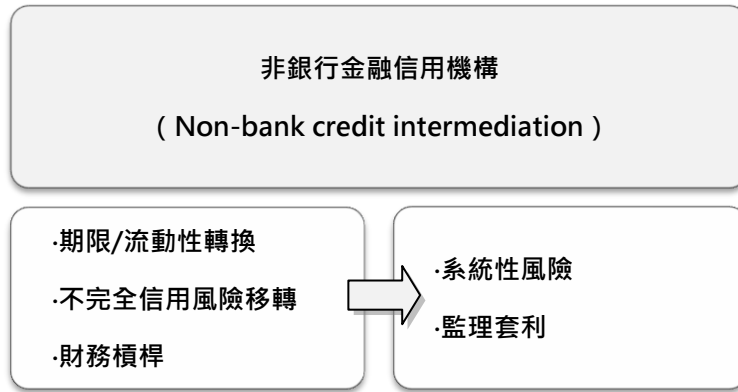 非銀行金融信用機構
（Non-bank credit intermediation）
·期限/流動性轉換
·不完全信用風險移轉
·財務槓桿
·系統性風險
·監理套利